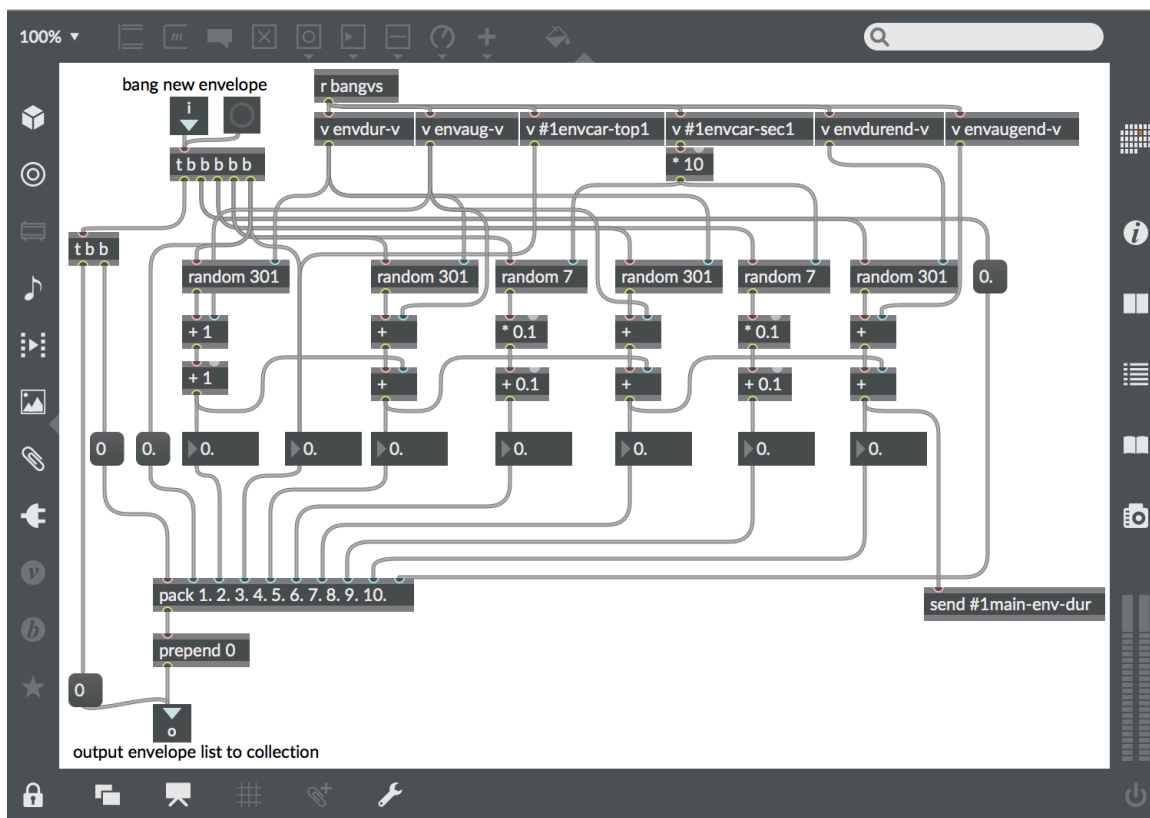 100%
bang new envelope
r bangvs
i
v envdur-v
v envaug-v
v #1envcar-top1
v #1envcar-sec1
v envdurend-v
v envaugend-v
t b b b b b
* 10
t b b
random 301
random 301
random 7
random 301
random 7
random 301
0.
+ 1
+
* 0.1
+
* 0.1
+
+ 1
+
+ 0.1
+
+ 0.1
+
0
0.
0.
0.
0.
0.
0.
0.
0.
pack 1. 2. 3. 4. 5. 6. 7. 8. 9. 10.
send #1main-env-dur
prepend 0
0
o
output envelope list to collection